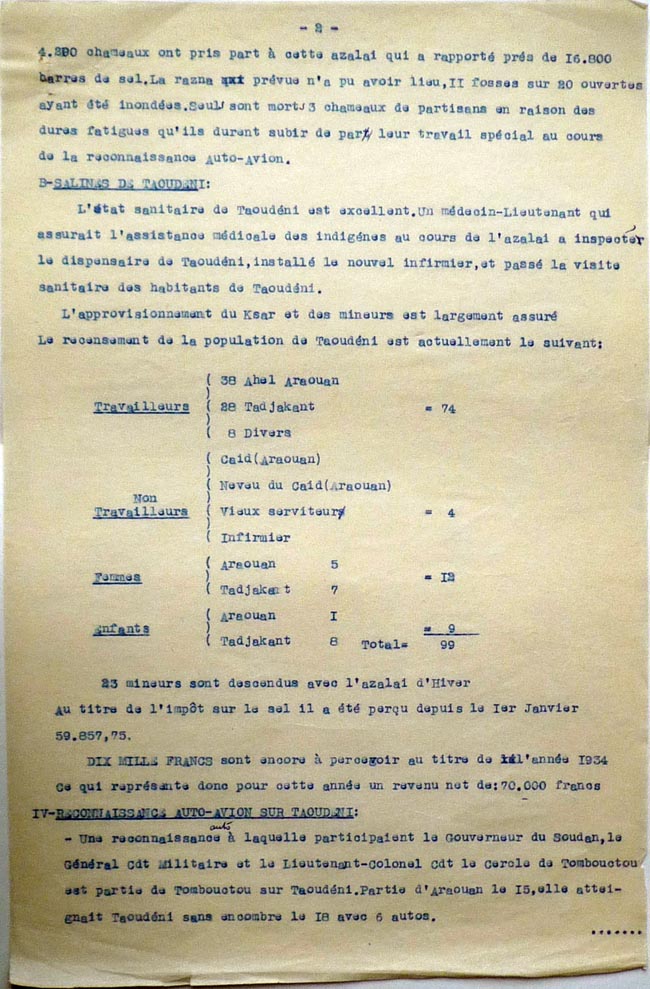 - 2 -
4.290 chameaux ont pris part à cette azalai qui a rapporté prés de I6.800
barres de sel.La razna prévue n'a pu avoir lieu,II fosses sur 20 ouvertes
ayant été inondées.Seuls sont morts 3 chameaux de partisans en raison des
dures fatigues qu'ils durent subir de par leur travail spécial au cours
de la reconnaissance Auto-Avion.
B-SALINES DE TAOUDENI:
L'état sanitaire de Taoudéni est excellent.Un médecin-Lieutenant qui
assurait l'assistance médicale des indigénes au cours de l'azalai a inspecter
le dispensaire de Taoudéni,installé le nouvel infirmier,et passé la visite
sanitaire des habitants de Taoudéni.
L'approvisionnement du Ksar et des mineurs est largement assuré
Le recensement de la population de Taoudéni est actuellement le suivant:
( 38 Ahel Araouan
Travailleurs ( 28 Tadjakant = 74
( 8 Divers
( Caid(Araouan)
Non ( Neveu du Caid(Araouan)
Travailleurs ( Vieux serviteur = 4
( Infirmier
Femmes ( Araouan 5 = I2
( Tadjakant 7
Enfants ( Araouan I = 9
( Tadjakant 8 Total= 99
23 mineurs sont descendus avec l'azalai d'Hiver
Au titre de l'impôt sur le sel il a été perçu depuis le Ier Janvier
59.857,75.
DIX MILLE FRANCS sont encore à percegoir au titre de l'année I934
Ce qui représente donc pour cette année un revenu net de:70.000 francs
IV-RECONNAISSANCE AUTO-AVION SUR TAOUDENI:
- Une reconnaissance auto à laquelle participaient le Gouverneur du Soudan,le
Général Cdt Militaire et le Lieutenant-Colonel Cdt le Cercle de Tombouctou
est partie de Tombouctou sur Taoudéni.Partie d'Araouan le I5,elle attei-
gnait Taoudéni sans encombre le I8 avec 6 autos.
.......